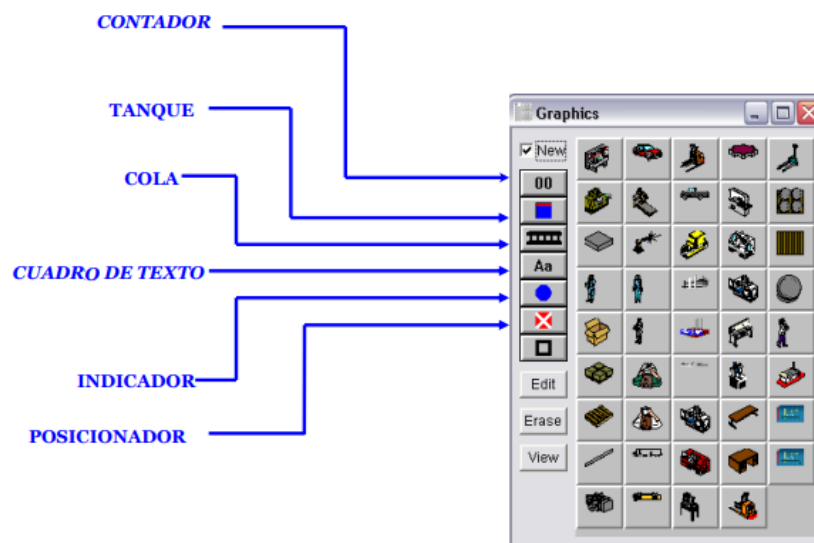 CONTADOR
TANQUE
COLA
CUADRO DE TEXTO
INDICADOR
POSICIONADOR
Graphics
New
00
Aa
Edit
Erase
View